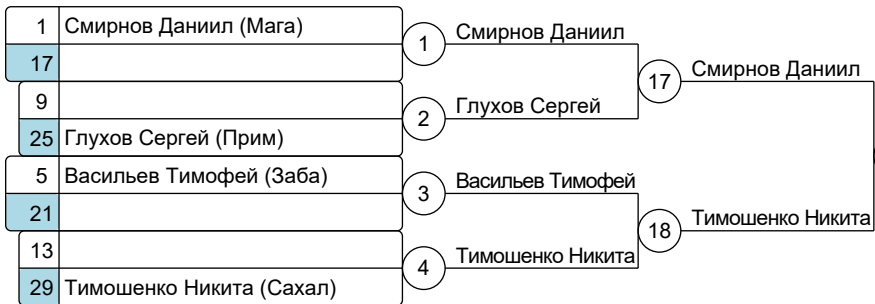 1 Смирнов Даниил (Мага)
17
9
25 Глухов Сергей (Прим)
5 Васильев Тимофей (Заба)
21
13
29 Тимошенко Никита (Сахал)
1 Смирнов Даниил
2 Глухов Сергей
3 Васильев Тимофей
4 Тимошенко Никита
17 Смирнов Даниил
18 Тимошенко Никита